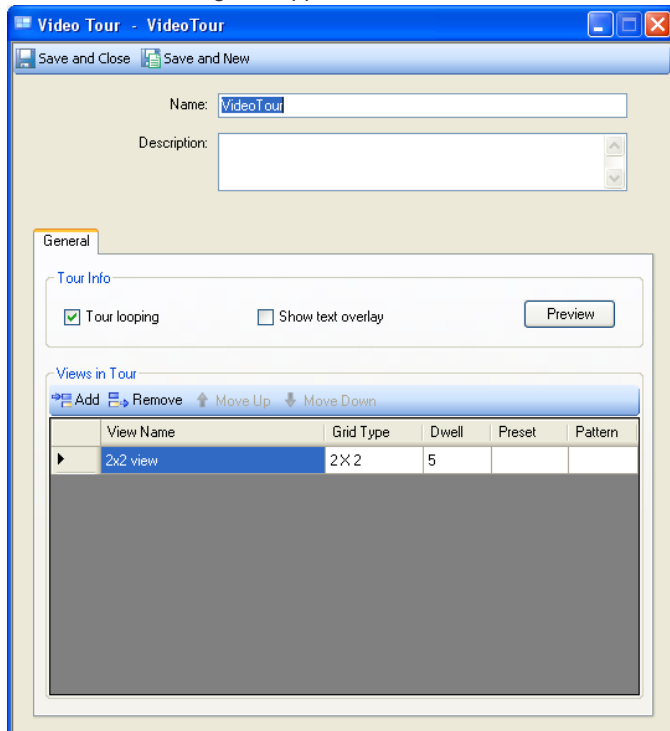 Video Tour - VideoTour
Save and Close Save and New
Name: VideoTour
Description:
General
Tour Info
Tour looping Show text overlay Preview
Views in Tour
Add Remove Move Up Move Down
View Name Grid Type Dwell Preset Pattern
2x2 view 2 X 2 5